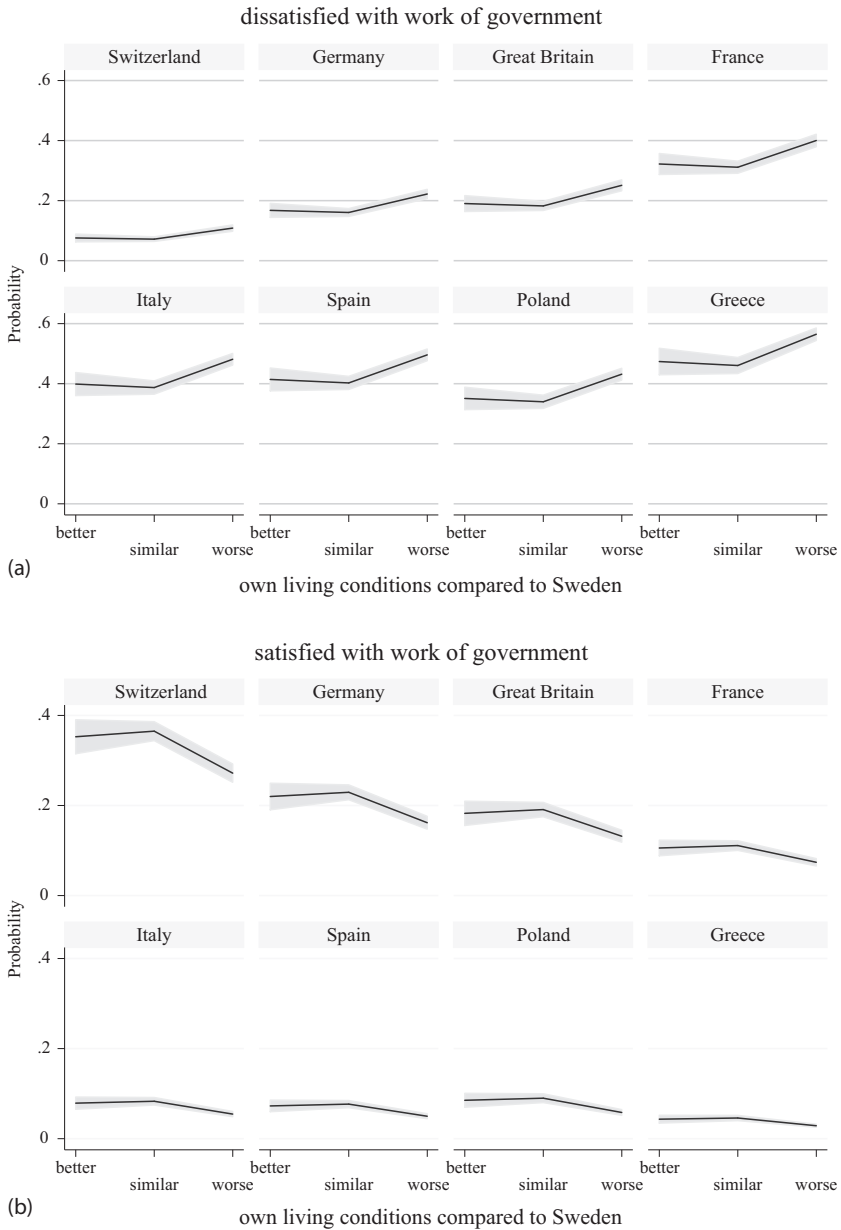 dissatisfied with work of government
Switzerland Germany Great Britain France
.6
.4
.2
0
Italy Spain Poland Greece
.6
.4
.2
0
Probability
better similar worse better similar worse better similar worse better similar worse
(a)
own living conditions compared to Sweden
satisfied with work of government
Switzerland Germany Great Britain France
.4
.2
0
Italy Spain Poland Greece
.4
.2
0
Probability
better similar worse better similar worse better similar worse better similar worse
(b)
own living conditions compared to Sweden